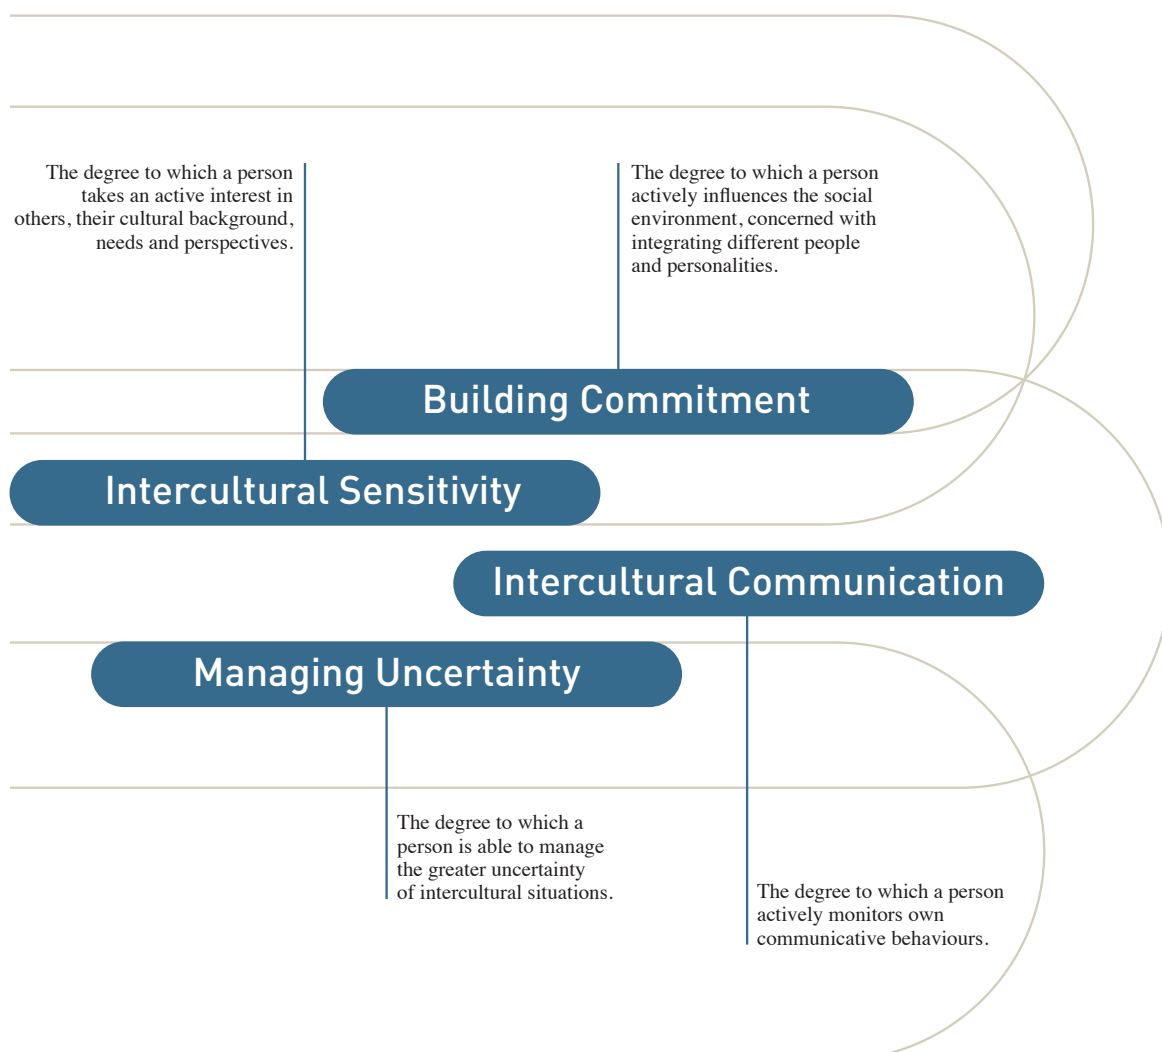 The degree to which a person
takes an active interest in
others, their cultural background,
needs and perspectives.
The degree to which a person
actively influences the social
environment, concerned with
integrating different people
and personalities.
Building Commitment
Intercultural Sensitivity
Intercultural Communication
Managing Uncertainty
The degree to which a
person is able to manage
the greater uncertainty
of intercultural situations.
The degree to which a person
actively monitors own
communicative behaviours.